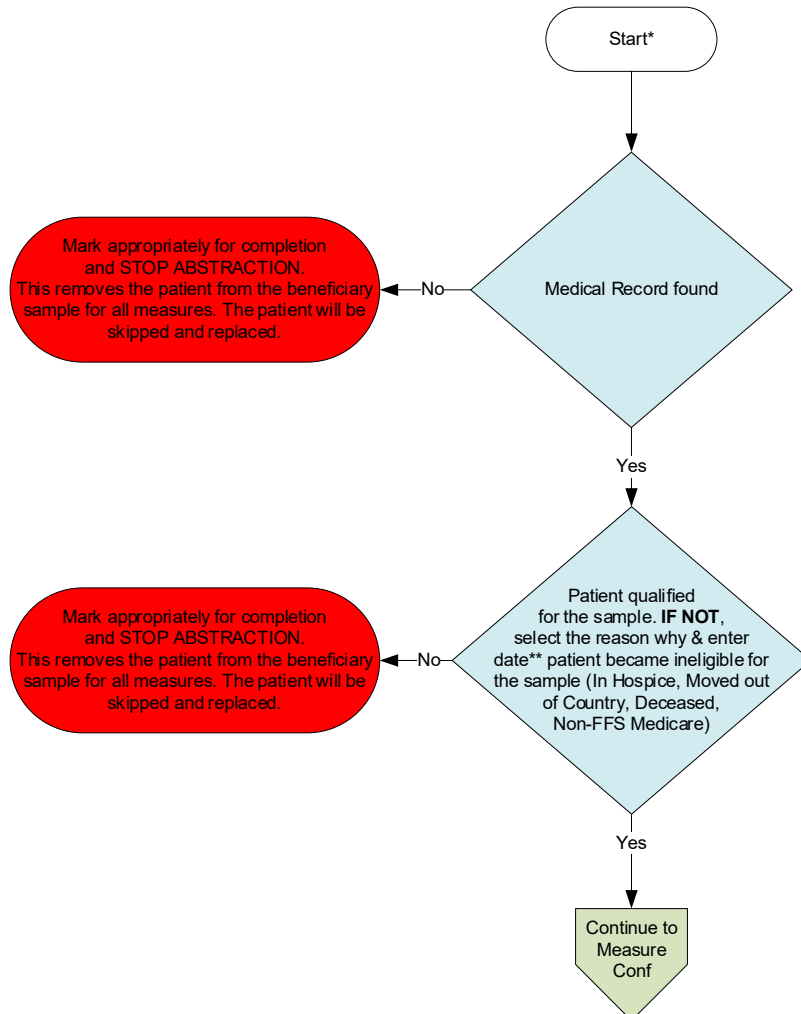 Start*
Medical Record found
No
Mark appropriately for completion
and STOP ABSTRACTION.
This removes the patient from the beneficiary
sample for all measures. The patient will be
skipped and replaced.
Yes
Patient qualified
for the sample. IF NOT,
select the reason why & enter
date** patient became ineligible for
the sample (In Hospice, Moved out
of Country, Deceased,
Non-FFS Medicare)
No
Mark appropriately for completion
and STOP ABSTRACTION.
This removes the patient from the beneficiary
sample for all measures. The patient will be
skipped and replaced.
Yes
Continue to
Measure
Conf